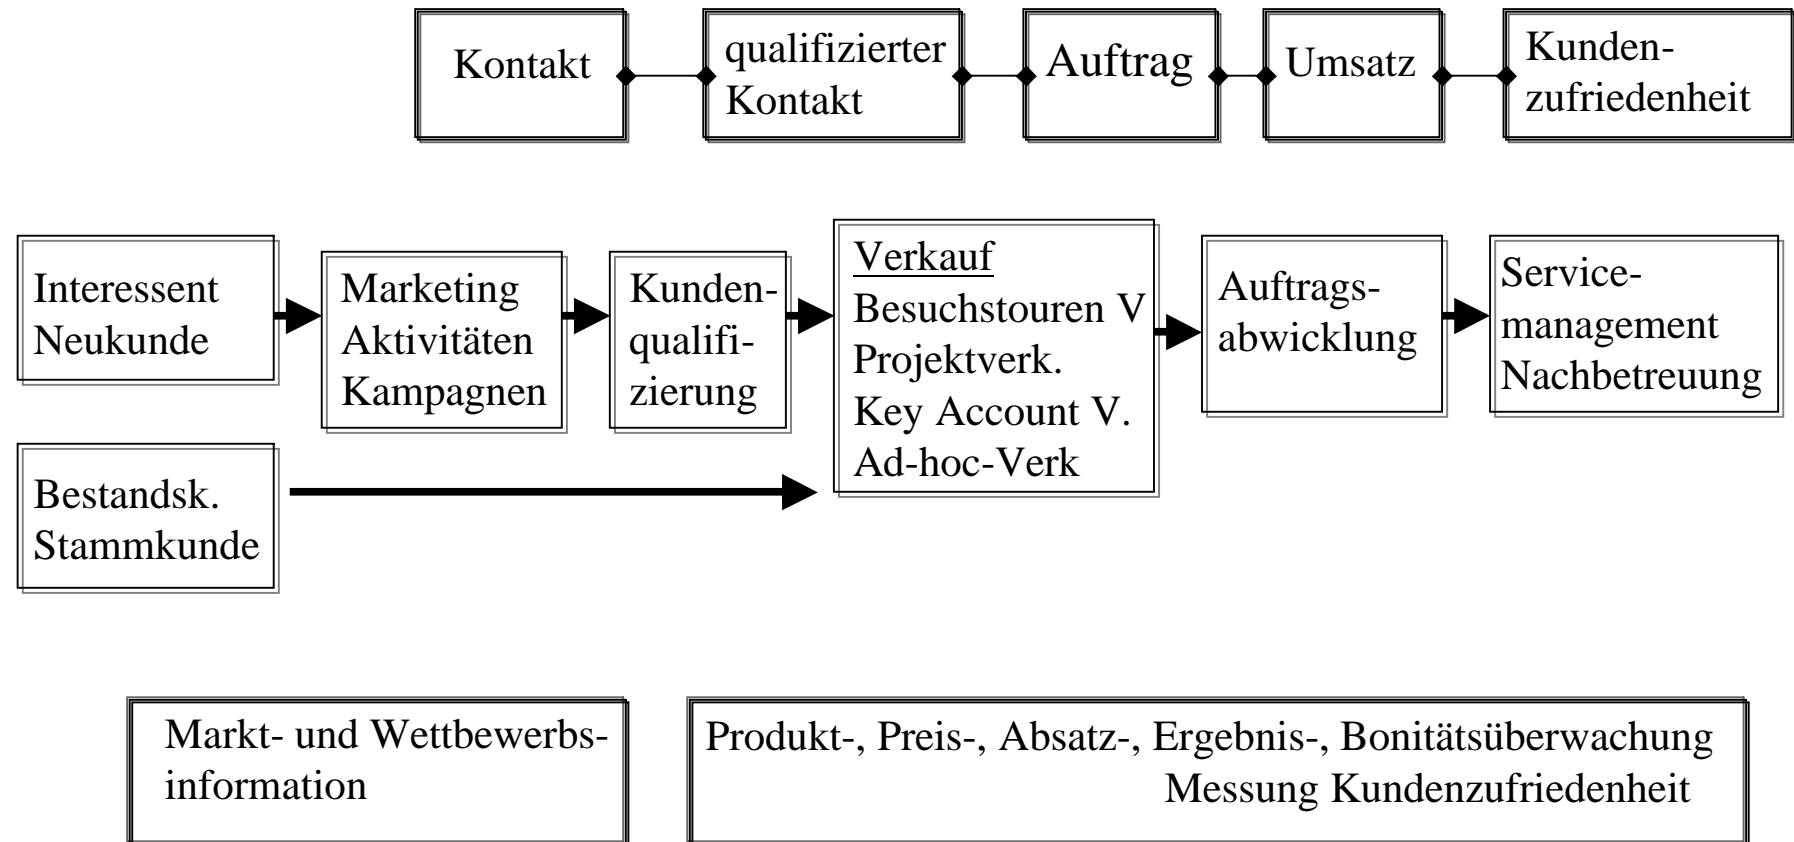 Kontakt
qualifizierter
Kontakt
Auftrag
Umsatz
Kunden-
zufriedenheit
Interessent
Neukunde
Marketing
Aktivitäten
Kampagnen
Kunden-
qualifi-
zierung
Verkauf
Besuchstouren V
Projektverk.
Key Account V.
Ad-hoc-Verk
Auftrags-
abwicklung
Service-
management
Nachbetreuung
Bestandsk.
Stammkunde
Markt- und Wettbewerbs-
information
Produkt-, Preis-, Absatz-, Ergebnis-, Bonitätsüberwachung
Messung Kundenzufriedenheit